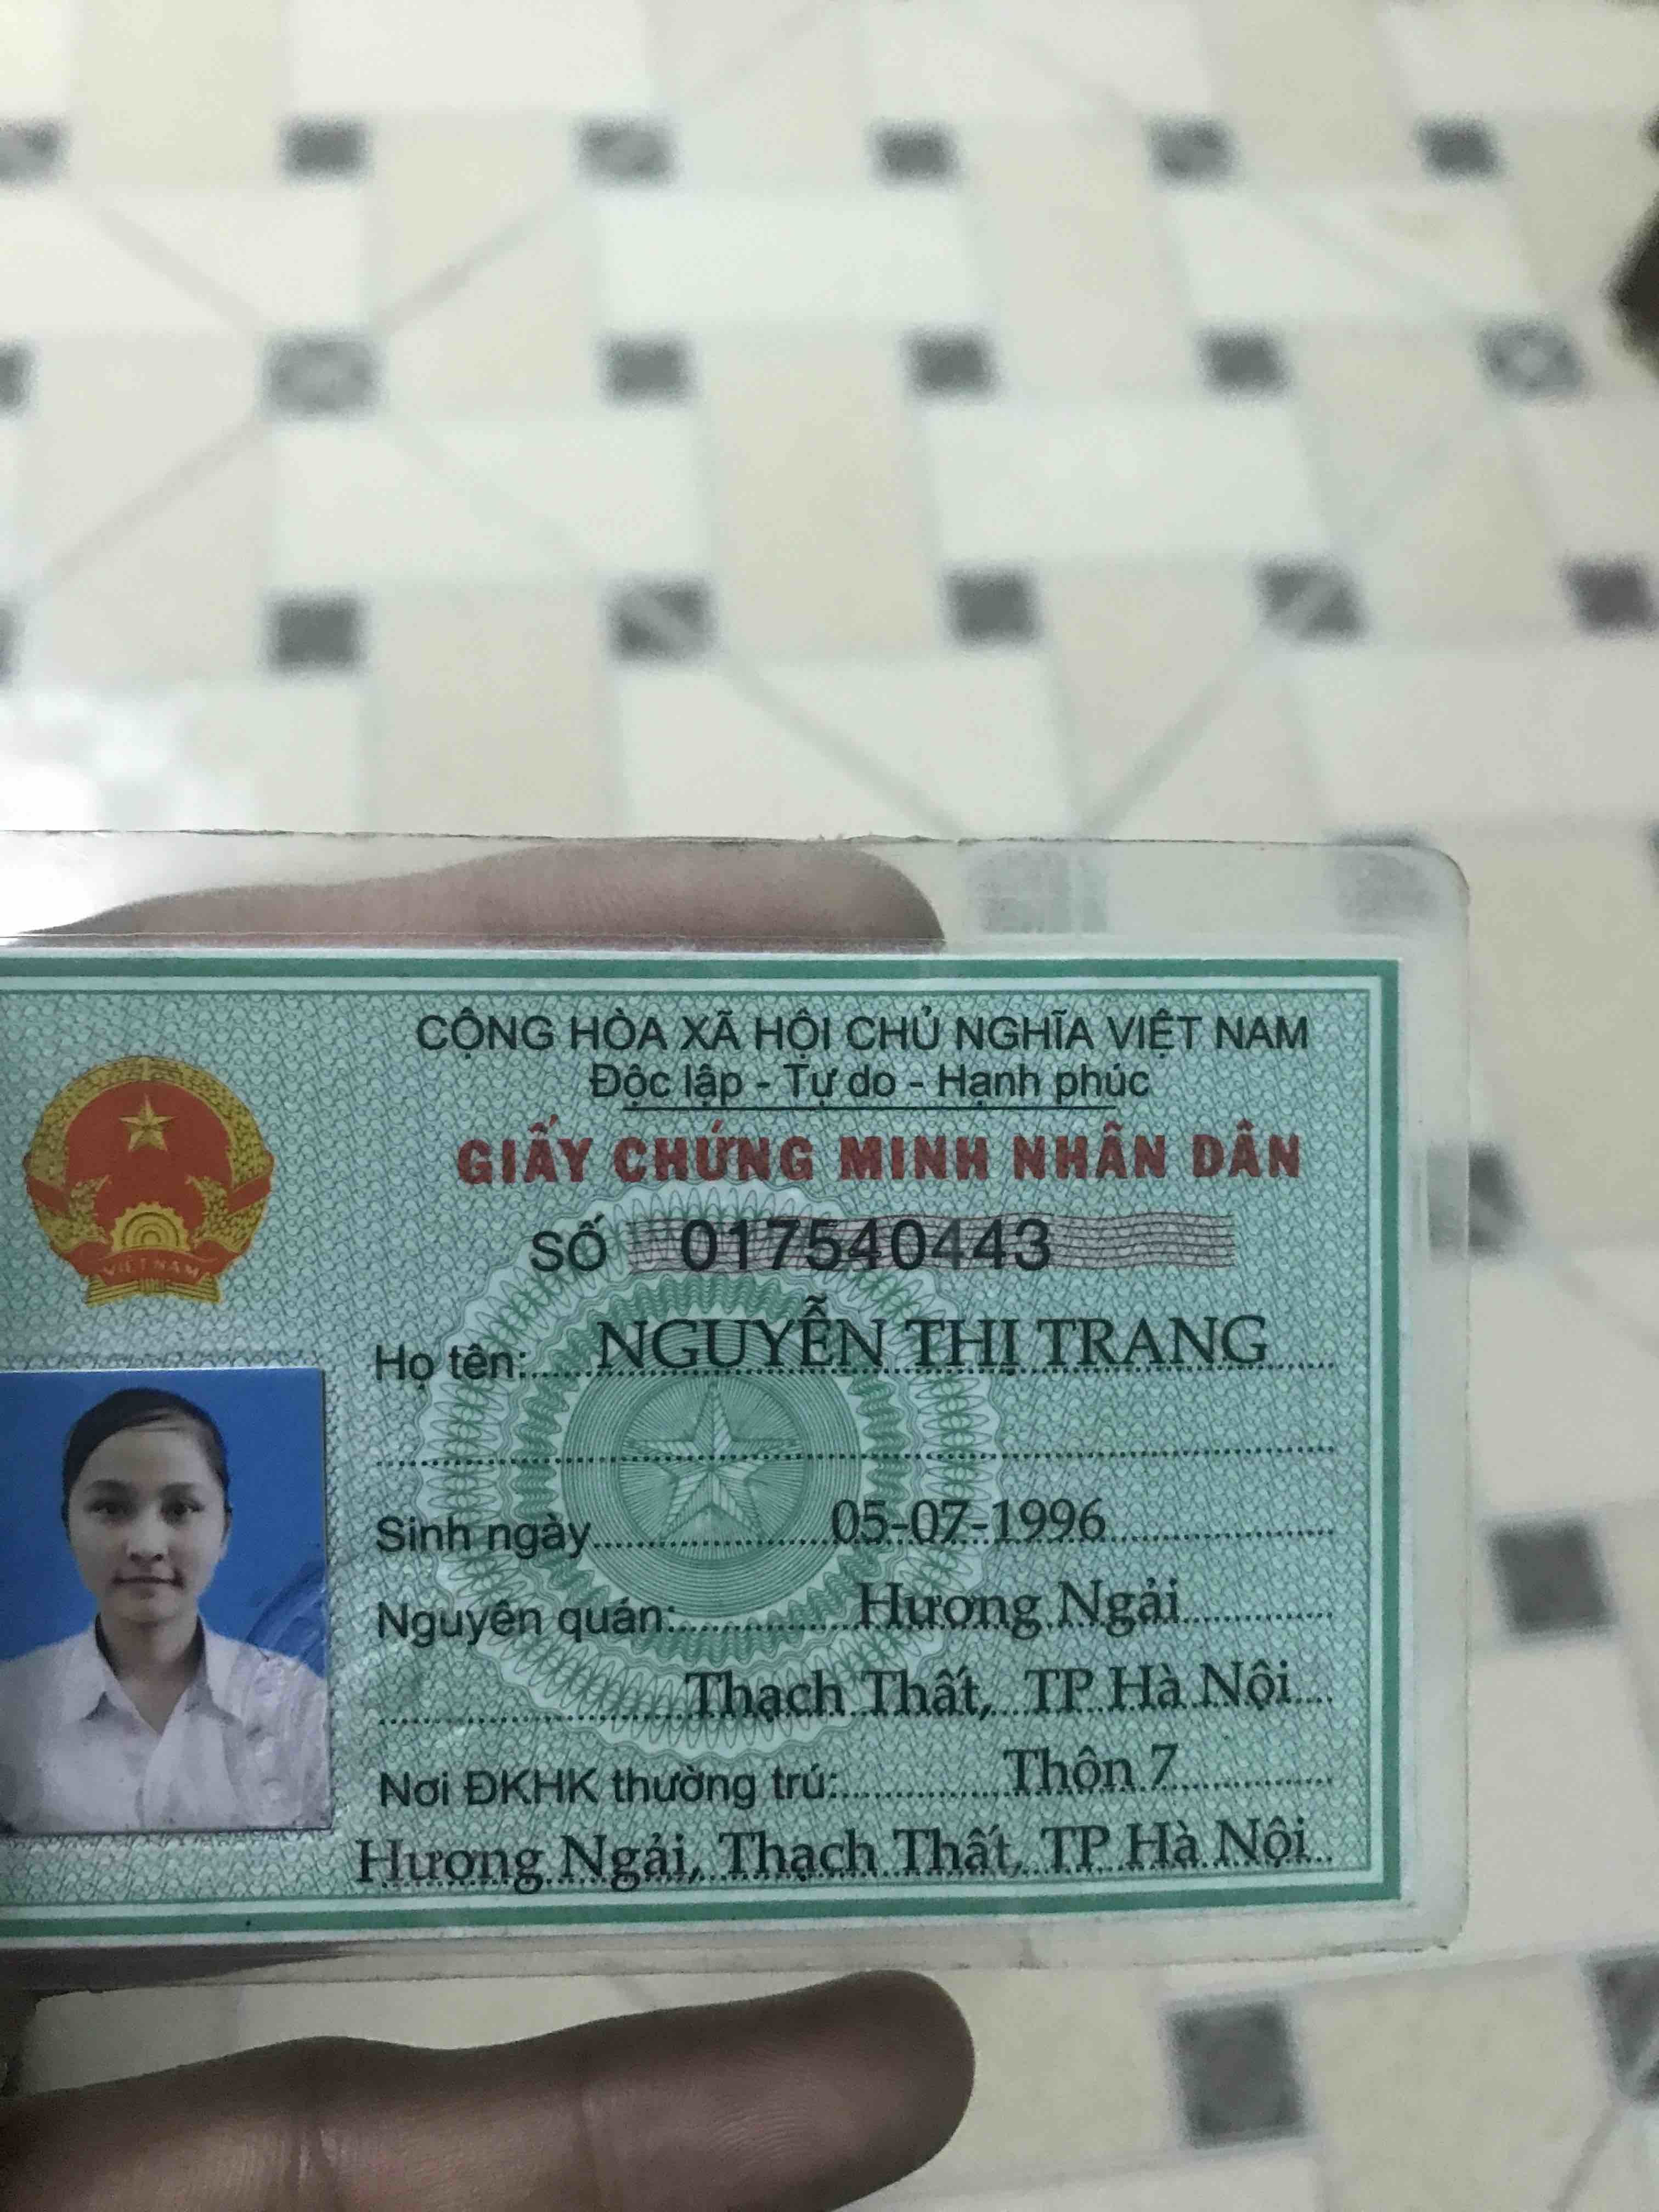 CỘNG HÒA XÃ HỘI CHỦ NGHĨA VIỆT NAM
Độc lập - Tự do - Hạnh phúc
GIẤY CHỨNG MINH NHÂN DÂN
SỐ 017540443
Họ tên: NGUYỄN THỊ TRANG
Sinh ngày 05-07-1996
Nguyên quán: Hương Ngải
Thạch Thất, TP Hà Nội
Nơi ĐKHK thường trú: Thôn 7
Hương Ngải, Thạch Thất, TP Hà Nội
VIỆT NAM